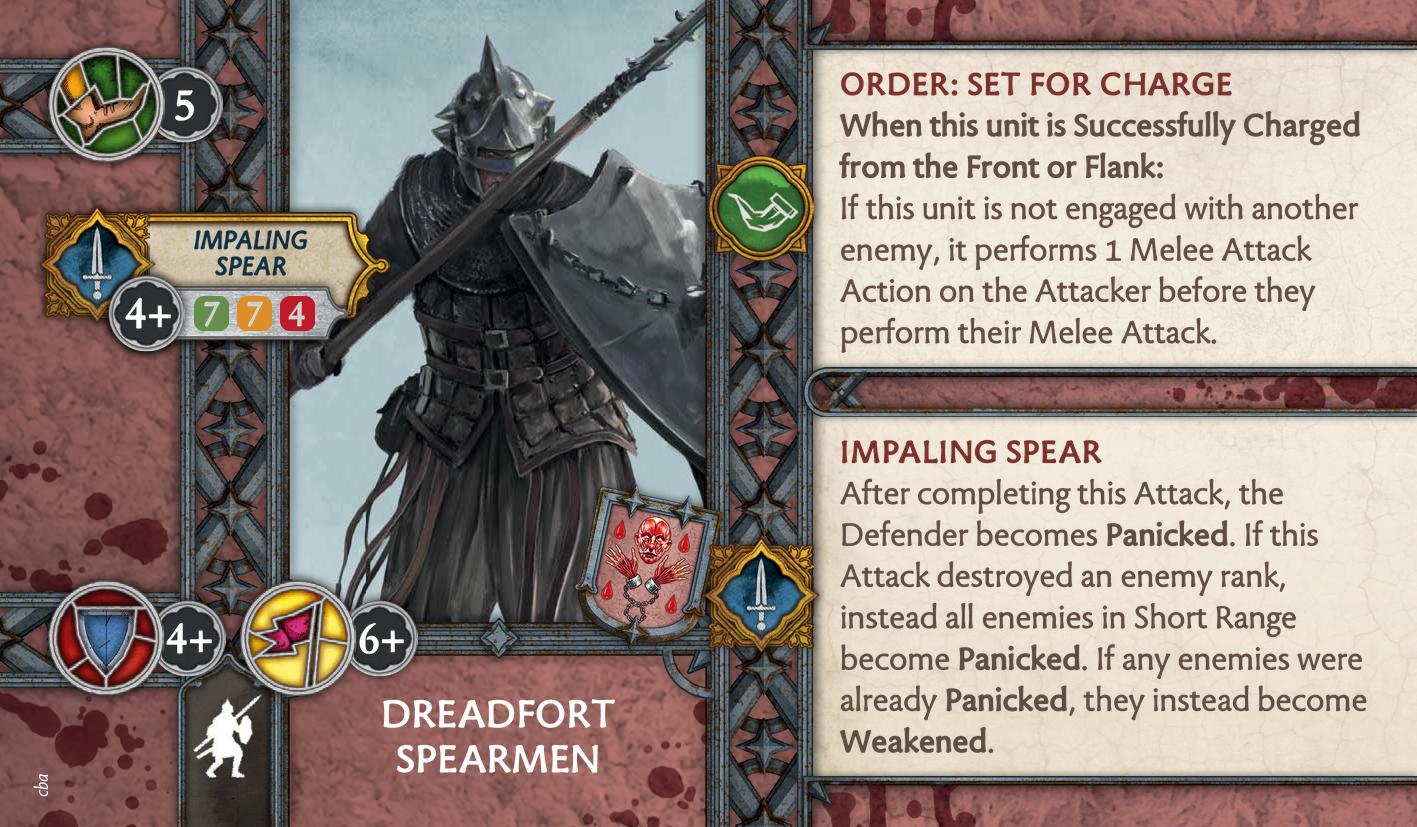 5
IMPALING
SPEAR
4+ 7 7 4
4+ 6+
DREADFORT
SPEARMEN
cba
ORDER: SET FOR CHARGE
When this unit is Successfully Charged
from the Front or Flank:
If this unit is not engaged with another
enemy, it performs 1 Melee Attack
Action on the Attacker before they
perform their Melee Attack.
IMPALING SPEAR
After completing this Attack, the
Defender becomes Panicked. If this
Attack destroyed an enemy rank,
instead all enemies in Short Range
become Panicked. If any enemies were
already Panicked, they instead become
Weakened.